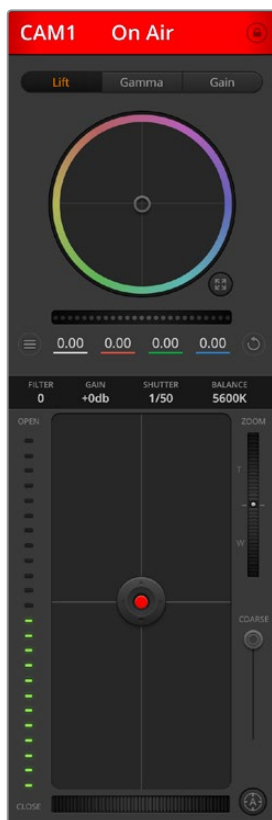 CAM1 On Air
Lift Gamma Gain
0.00 0.00 0.00 0.00
FILTER GAIN SHUTTER BALANCE
0 +0db 1/50 5600K
OPEN ZOOM
T
W
COARSE
CLOSE A